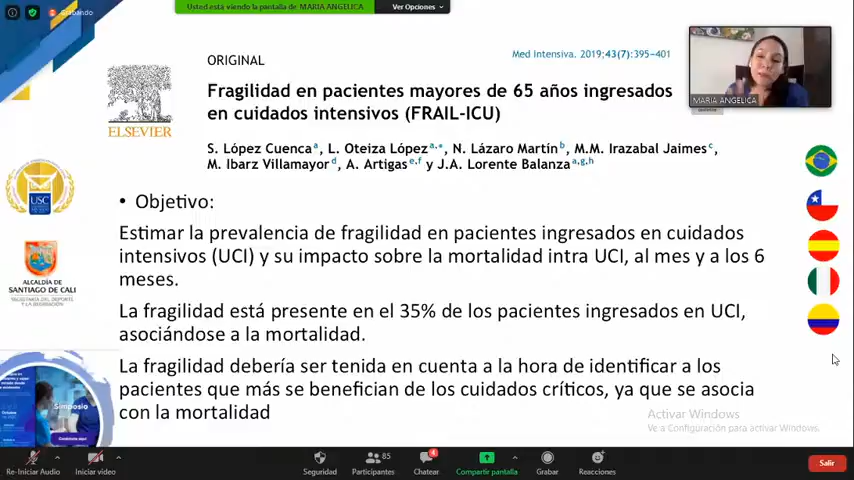 Grabando
Usted está viendo la pantalla de MARIA ANGELICA
Ver Opciones
ORIGINAL
Med Intensiva. 2019;43(7):395-401
MARIA ANGELICA
Fragilidad en pacientes mayores de 65 años ingresados
en cuidados intensivos (FRAIL-ICU)
ELSEVIER
S. López Cuenca a, L. Oteiza López a,*, N. Lázaro Martín b, M.M. Irazabal Jaimes c,
M. Ibarz Villamayor d, A. Artigas e,f y J.A. Lorente Balanza a,g,h
USC
• Objetivo:
Estimar la prevalencia de fragilidad en pacientes ingresados en cuidados
intensivos (UCI) y su impacto sobre la mortalidad intra UCI, al mes y a los 6
meses.
ALCALDÍA DE
SANTIAGO DE CALI
La fragilidad está presente en el 35% de los pacientes ingresados en UCI,
asociándose a la mortalidad.
La fragilidad debería ser tenida en cuenta a la hora de identificar a los
pacientes que más se benefician de los cuidados críticos, ya que se asocia
con la mortalidad
Simposio
Activar Windows
Ve a Configuración para activar Windows.
Re-Iniciar Audio
Iniciar video
Seguridad
85
Participantes
4
Chatear
Compartir pantalla
Grabar
Reacciones
Salir